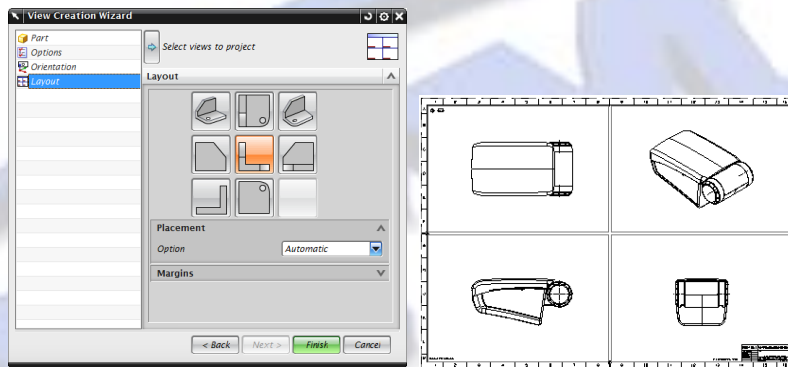 View Creation Wizard
Part
Options
Orientation
Layout
Select views to project
Layout
Placement
Option
Automatic
Margins
< Back
Next >
Finish
Cancel